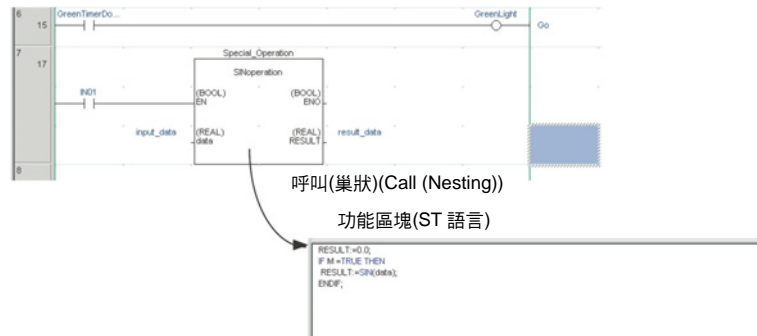 6
15
GreenTimerDo...
GreenLight
Go
7
17
Special_Operation
SINoperation
IN01
(BOOL)
EN
(BOOL)
ENO
input_data
(REAL)
data
(REAL)
RESULT
result_data
8
呼叫(巢狀)(Call (Nesting))
功能區塊(ST 語言)
RESULT:=0.0;
IF M =TRUE THEN
RESULT:=SIN(data);
ENDIF;